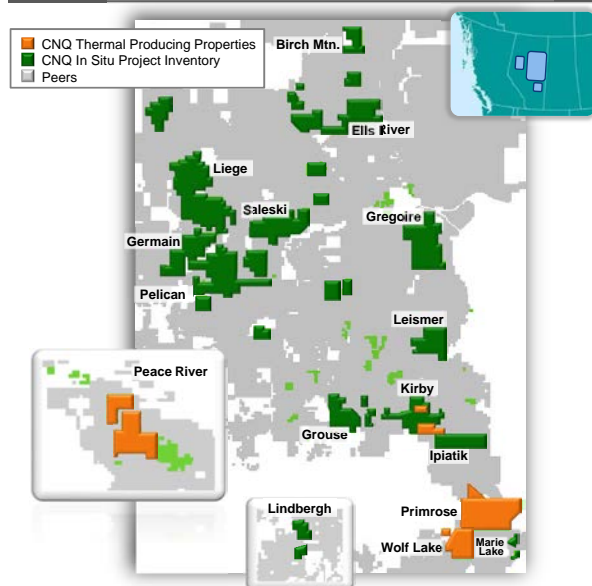 CNQ Thermal Producing Properties
CNQ In Situ Project Inventory
Peers
Birch Mtn.
Ells River
Liege
Saleski
Gregoire
Germain
Pelican
Leismer
Peace River
Kirby
Grouse
Ipiatik
Lindbergh
Primrose
Wolf Lake
Marie
Lake